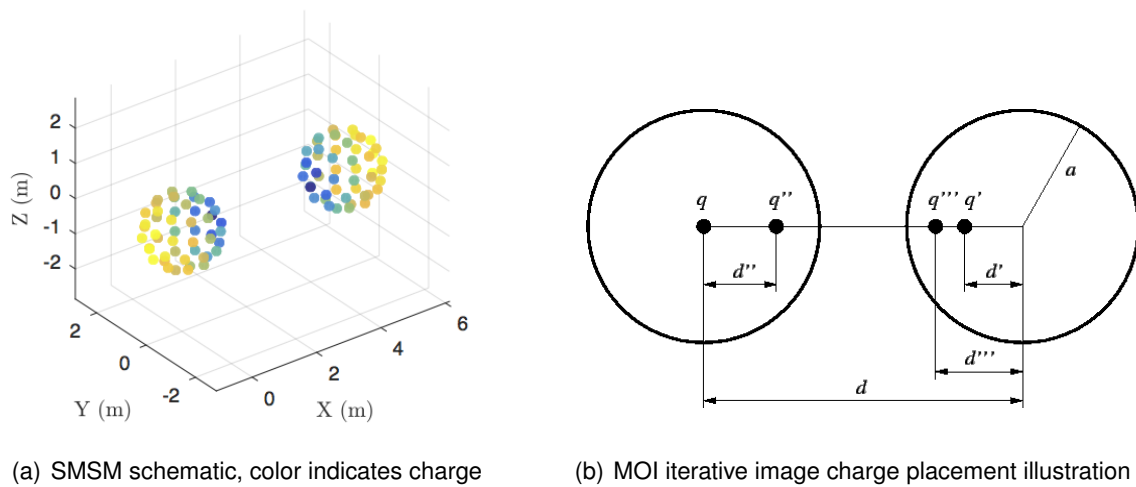 2
1
0
-1
-2
Z (m)
2
0
-2
Y (m)
0
2
4
6
X (m)
q
q''
q'''
q'
a
d''
d'
d'''
d
(a) SMSM schematic, color indicates charge
(b) MOI iterative image charge placement illustration